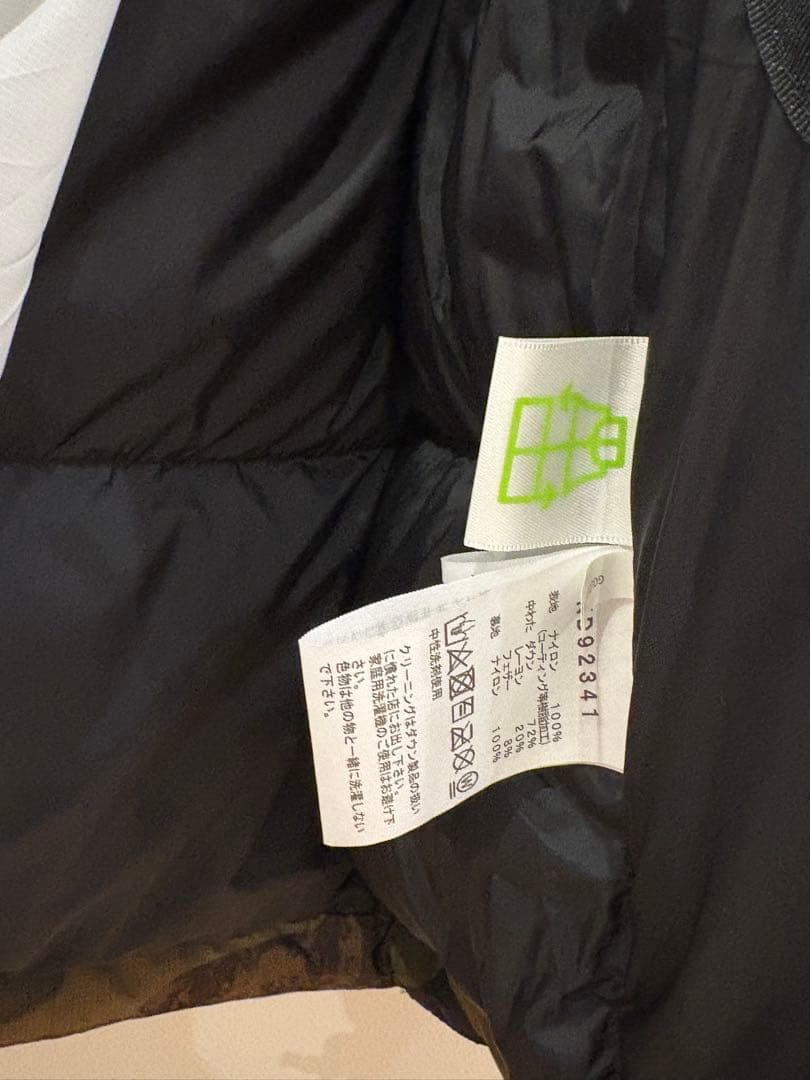 ND92341
表地 ナイロン 100%
(コーティング等樹脂加工)
中わた ダウン 72%
レーヨン 20%
フェザー 8%
裏地 ナイロン 100%
中性洗剤使用
クリーニングはダウン製品の扱い
に慣れた店にお出し下さい。
家庭用洗濯機のご使用はお避け下
さい。
色物は他の物と一緒に洗濯しない
で下さい。